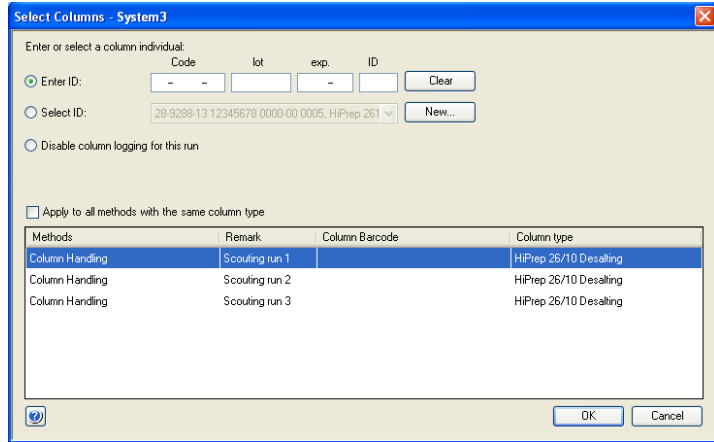 Select Columns - System3
Enter or select a column individual:
Code lot exp. ID
Enter ID: - - - Clear
Select ID: 28-9288-13 12345678 0000-00 0005, HiPrep 261 New...
Disable column logging for this run
Apply to all methods with the same column type
Methods Remark Column Barcode Column type
Column Handling Scouting run 1 HiPrep 26/10 Desalting
Column Handling Scouting run 2 HiPrep 26/10 Desalting
Column Handling Scouting run 3 HiPrep 26/10 Desalting
? OK Cancel